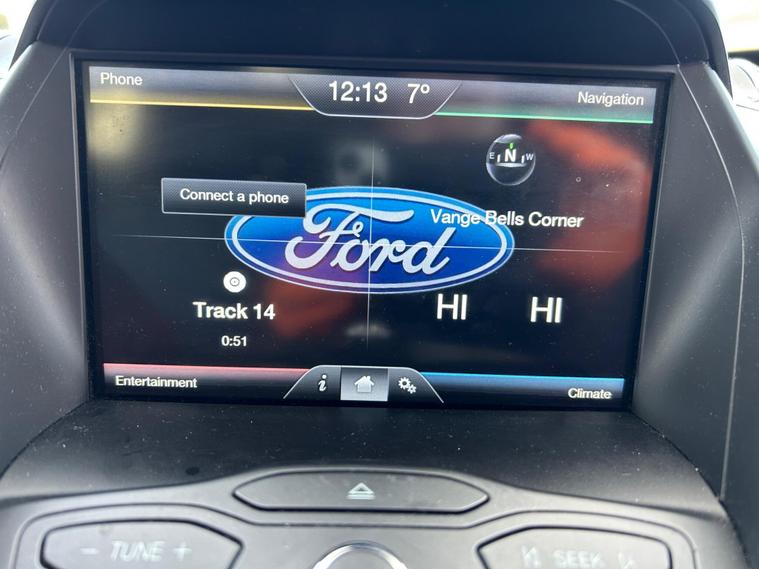 Phone
12:13 7°
Navigation
E N W
Connect a phone
Vange Bells Corner
Ford
Track 14
0:51
HI HI
Entertainment
i
Climate
- TUNE +
SEEK